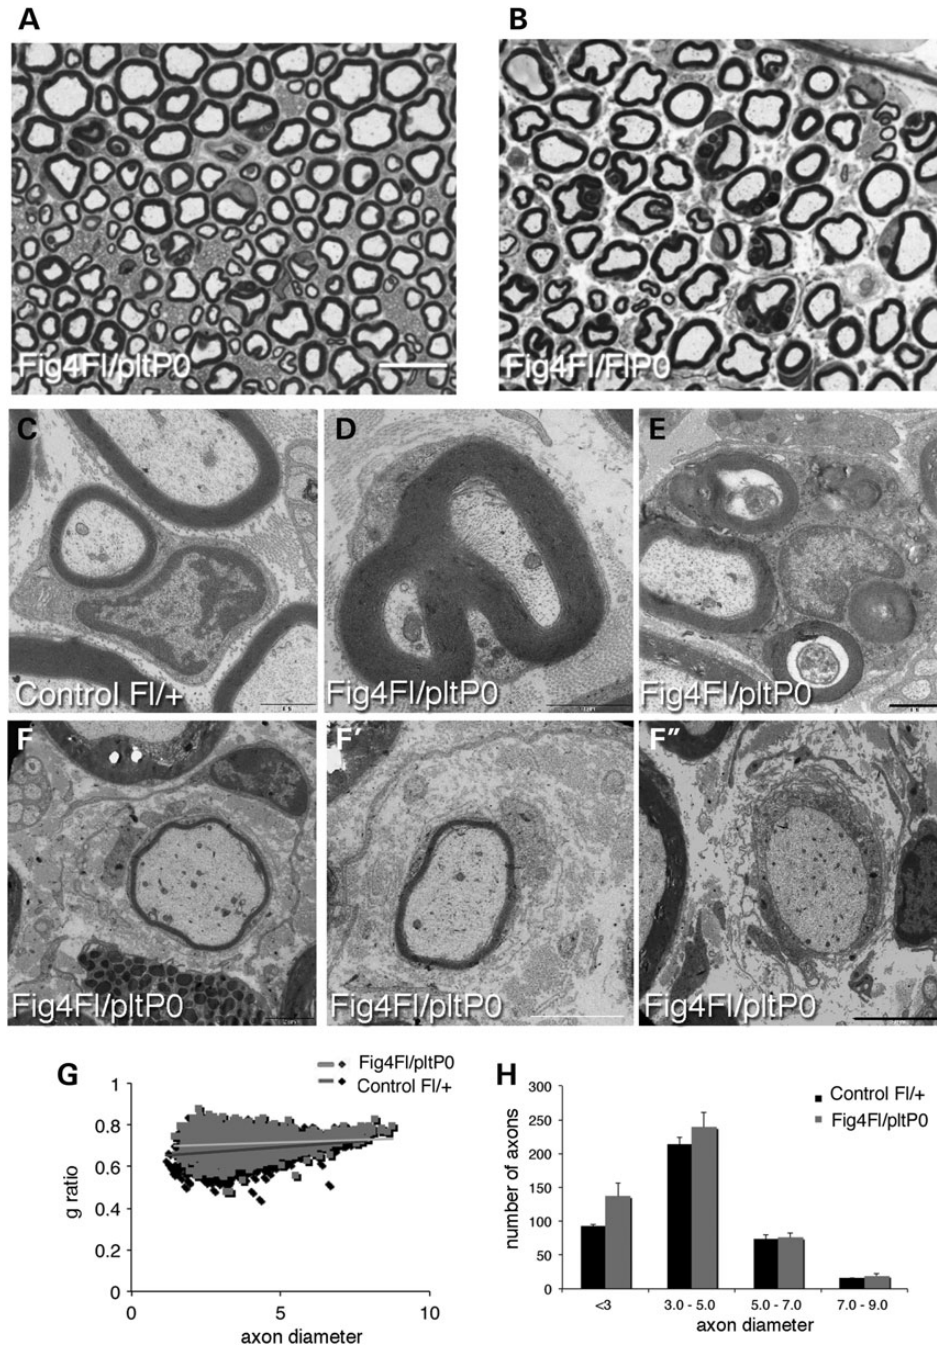 A
B
Fig4Fl/pltP0
Fig4Fl/FlP0
C
D
E
Control Fl/+
Fig4Fl/pltP0
Fig4Fl/pltP0
F
F′
F″
Fig4Fl/pltP0
Fig4Fl/pltP0
Fig4Fl/pltP0
G
Fig4Fl/pltP0
Control Fl/+
g ratio
1
0.8
0.6
0.4
0.2
0
0
5
10
axon diameter
H
Control Fl/+
Fig4Fl/pltP0
number of axons
300
250
200
150
100
50
0
<3
3.0 - 5.0
5.0 - 7.0
7.0 - 9.0
axon diameter